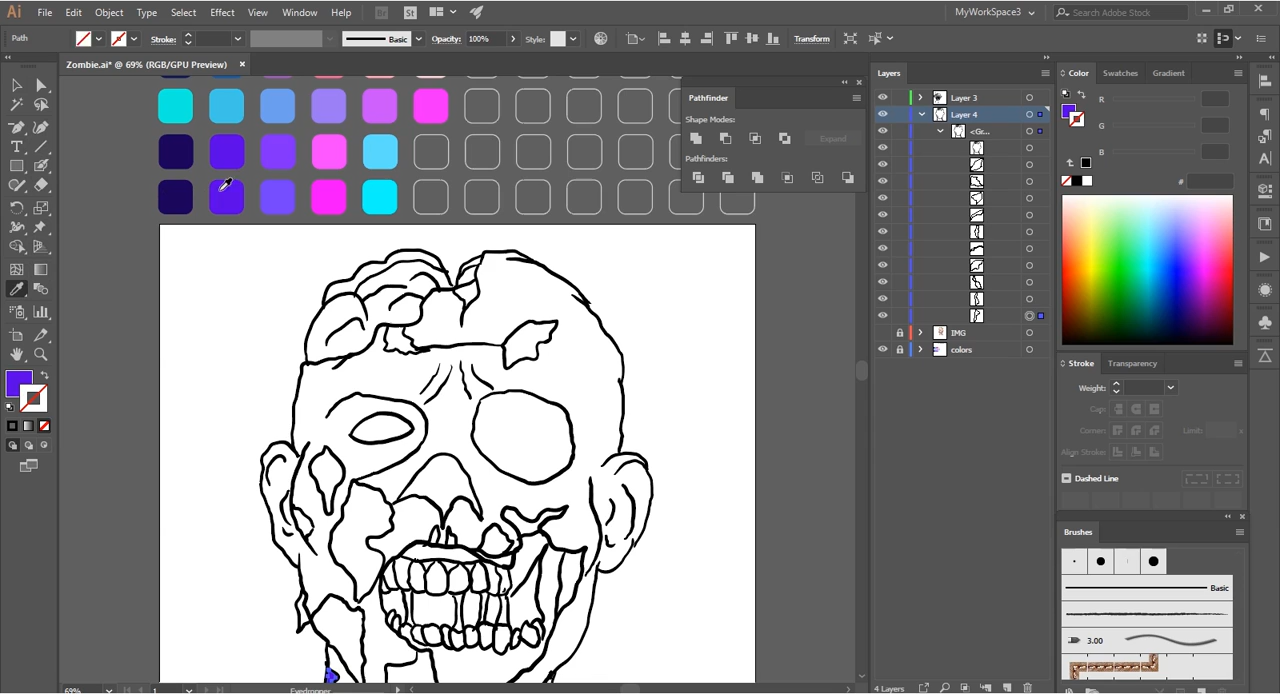 Ai File Edit Object Type Select Effect View Window Help Br St MyWorkSpace3 Search Adobe Stock
Path Stroke: Basic Opacity: 100% Style: Transform
Zombie.ai* @ 69% (RGB/GPU Preview)
Pathfinder
Shape Modes:
Expand
Pathfinders:
Layers
Layer 3
Layer 4
<Gr...
IMG
colors
4 Layers
Color Swatches Gradient
R
G
B
#
Stroke Transparency
Weight:
Cap:
Corner: Limit: x
Align Stroke:
Dashed Line
Brushes
Basic
3.00
69% 1 Eyedropper